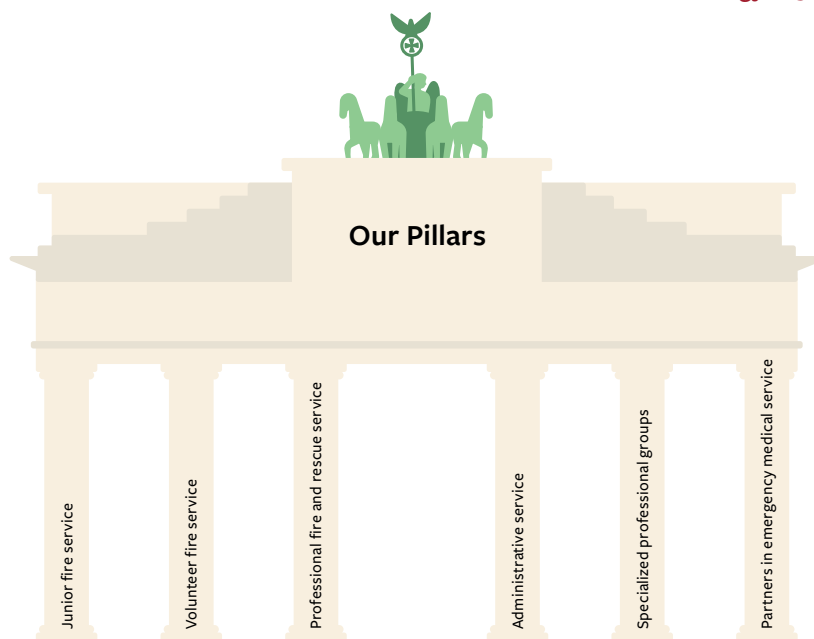 Our Pillars
Junior fire service
Volunteer fire service
Professional fire and rescue service
Administrative service
Specialized professional groups
Partners in emergency medical service